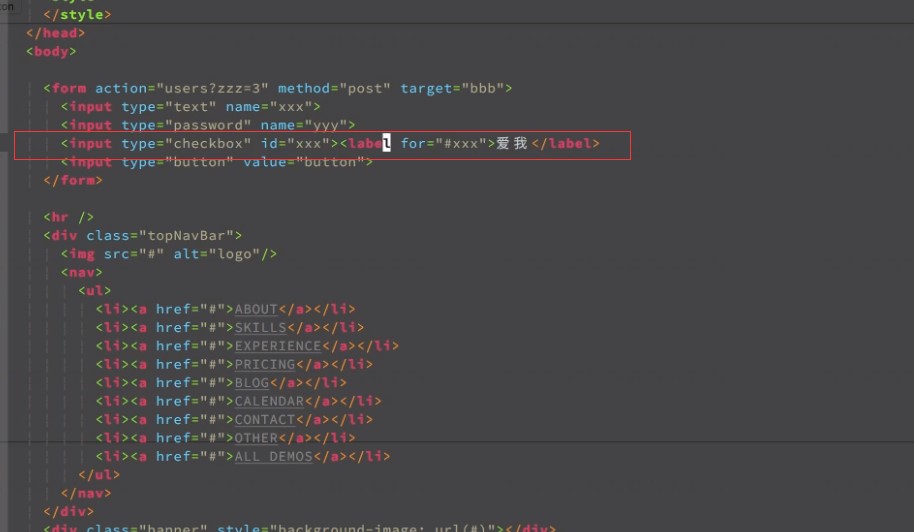 </style>
</head>
<body>
<form action="users?zzz=3" method="post" target="bbb">
<input type="text" name="xxx">
<input type="password" name="yyy">
<input type="checkbox" id="xxx"><label for="#xxx">爱我</label>
<input type="button" value="button">
</form>
<hr />
<div class="topNavBar">
<img src="#" alt="logo"/>
<nav>
<ul>
<li><a href="#">ABOUT</a></li>
<li><a href="#">SKILLS</a></li>
<li><a href="#">EXPERIENCE</a></li>
<li><a href="#">PRICING</a></li>
<li><a href="#">BLOG</a></li>
<li><a href="#">CALENDAR</a></li>
<li><a href="#">CONTACT</a></li>
<li><a href="#">OTHER</a></li>
<li><a href="#">ALL DEMOS</a></li>
</ul>
</nav>
</div>
<div class="banner" style="background-image: url(#)"></div>